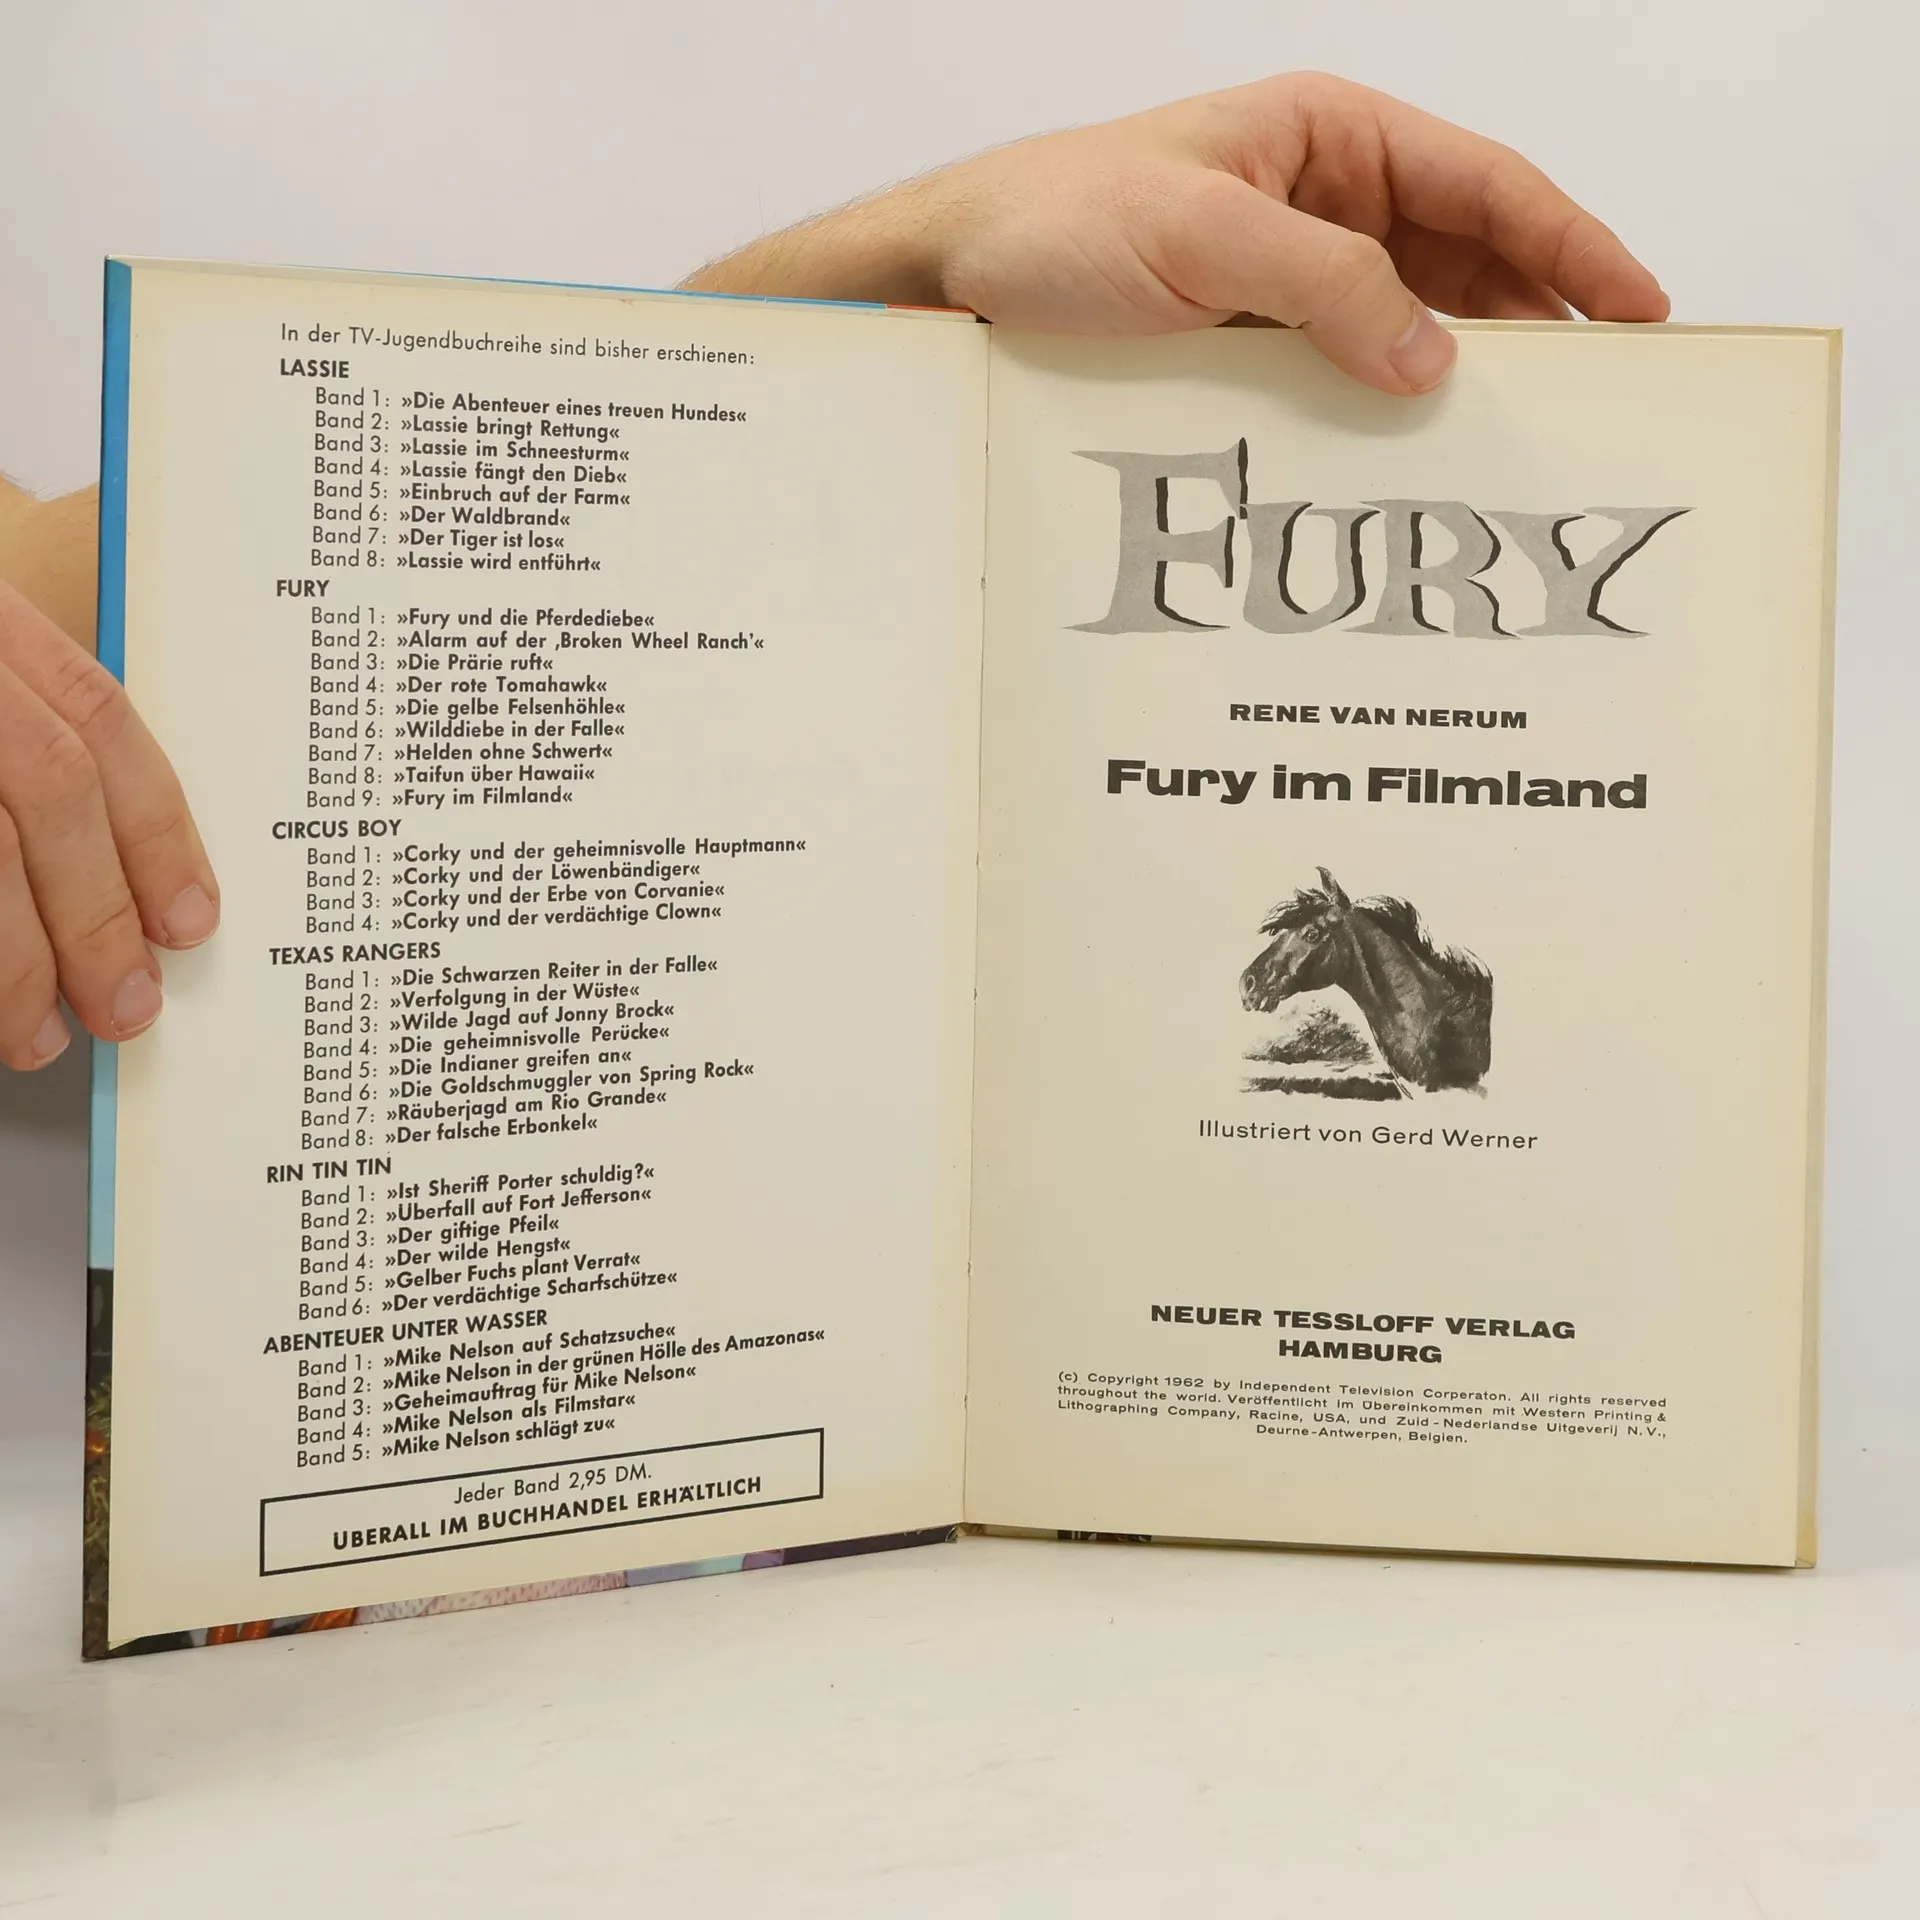 In der TV-Jugendbuchreihe sind bisher erschienen:
LASSIE
Band 1: »Die Abenteuer eines treuen Hundes«
Band 2: »Lassie bringt Rettung«
Band 3: »Lassie im Schneesturm«
Band 4: »Lassie fängt den Dieb«
Band 5: »Einbruch auf der Farm«
Band 6: »Der Waldbrand«
Band 7: »Der Tiger ist los«
Band 8: »Lassie wird entführt«
FURY
Band 1: »Fury und die Pferdediebe«
Band 2: »Alarm auf der ‚Broken Wheel Ranch'«
Band 3: »Die Prärie ruft«
Band 4: »Der rote Tomahawk«
Band 5: »Die gelbe Felsenhöhle«
Band 6: »Wilddiebe in der Falle«
Band 7: »Helden ohne Schwert«
Band 8: »Taifun über Hawaii«
Band 9: »Fury im Filmland«
CIRCUS BOY
Band 1: »Corky und der geheimnisvolle Hauptmann«
Band 2: »Corky und der Löwenbändiger«
Band 3: »Corky und der Erbe von Corvanie«
Band 4: »Corky und der verdächtige Clown«
TEXAS RANGERS
Band 1: »Die Schwarzen Reiter in der Falle«
Band 2: »Verfolgung in der Wüste«
Band 3: »Wilde Jagd auf Jonny Brock«
Band 4: »Die geheimnisvolle Perücke«
Band 5: »Die Indianer greifen an«
Band 6: »Die Goldschmuggler von Spring Rock«
Band 7: »Räuberjagd am Rio Grande«
Band 8: »Der falsche Erbonkel«
RIN TIN TIN
Band 1: »Ist Sheriff Porter schuldig?«
Band 2: »Überfall auf Fort Jefferson«
Band 3: »Der giftige Pfeil«
Band 4: »Der wilde Hengst«
Band 5: »Gelber Fuchs plant Verrat«
Band 6: »Der verdächtige Scharfschütze«
ABENTEUER UNTER WASSER
Band 1: »Mike Nelson auf Schatzsuche«
Band 2: »Mike Nelson in der grünen Hölle des Amazonas«
Band 3: »Geheimauftrag für Mike Nelson«
Band 4: »Mike Nelson als Filmstar«
Band 5: »Mike Nelson schlägt zu«
Jeder Band 2,95 DM.
ÜBERALL IM BUCHHANDEL ERHÄLTLICH
FURY
RENE VAN NERUM
Fury im Filmland
Illustriert von Gerd Werner
NEUER TESSLOFF VERLAG
HAMBURG
(c) Copyright 1962 by Independent Television Corperaton. All rights reserved
throughout the world. Veröffentlicht im Übereinkommen mit Western Printing &
Lithographing Company, Racine, USA, und Zuid-Nederlandse Uitgeverij N.V.,
Deurne-Antwerpen, Belgien.